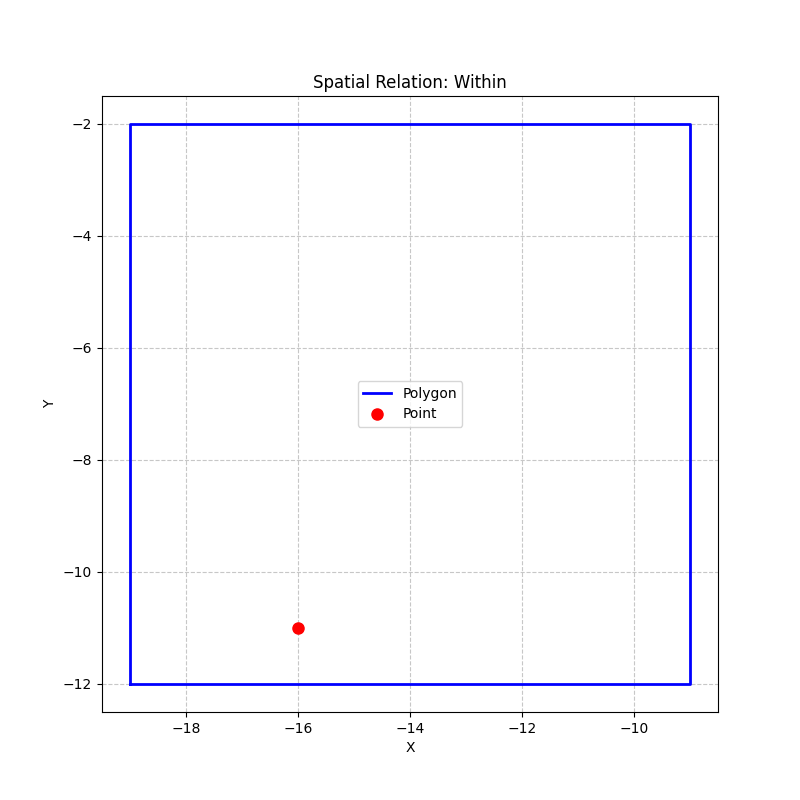 Spatial Relation: Within
−2
−4
−6
−8
−10
−12
Y
Polygon
Point
−18
−16
−14
−12
−10
X